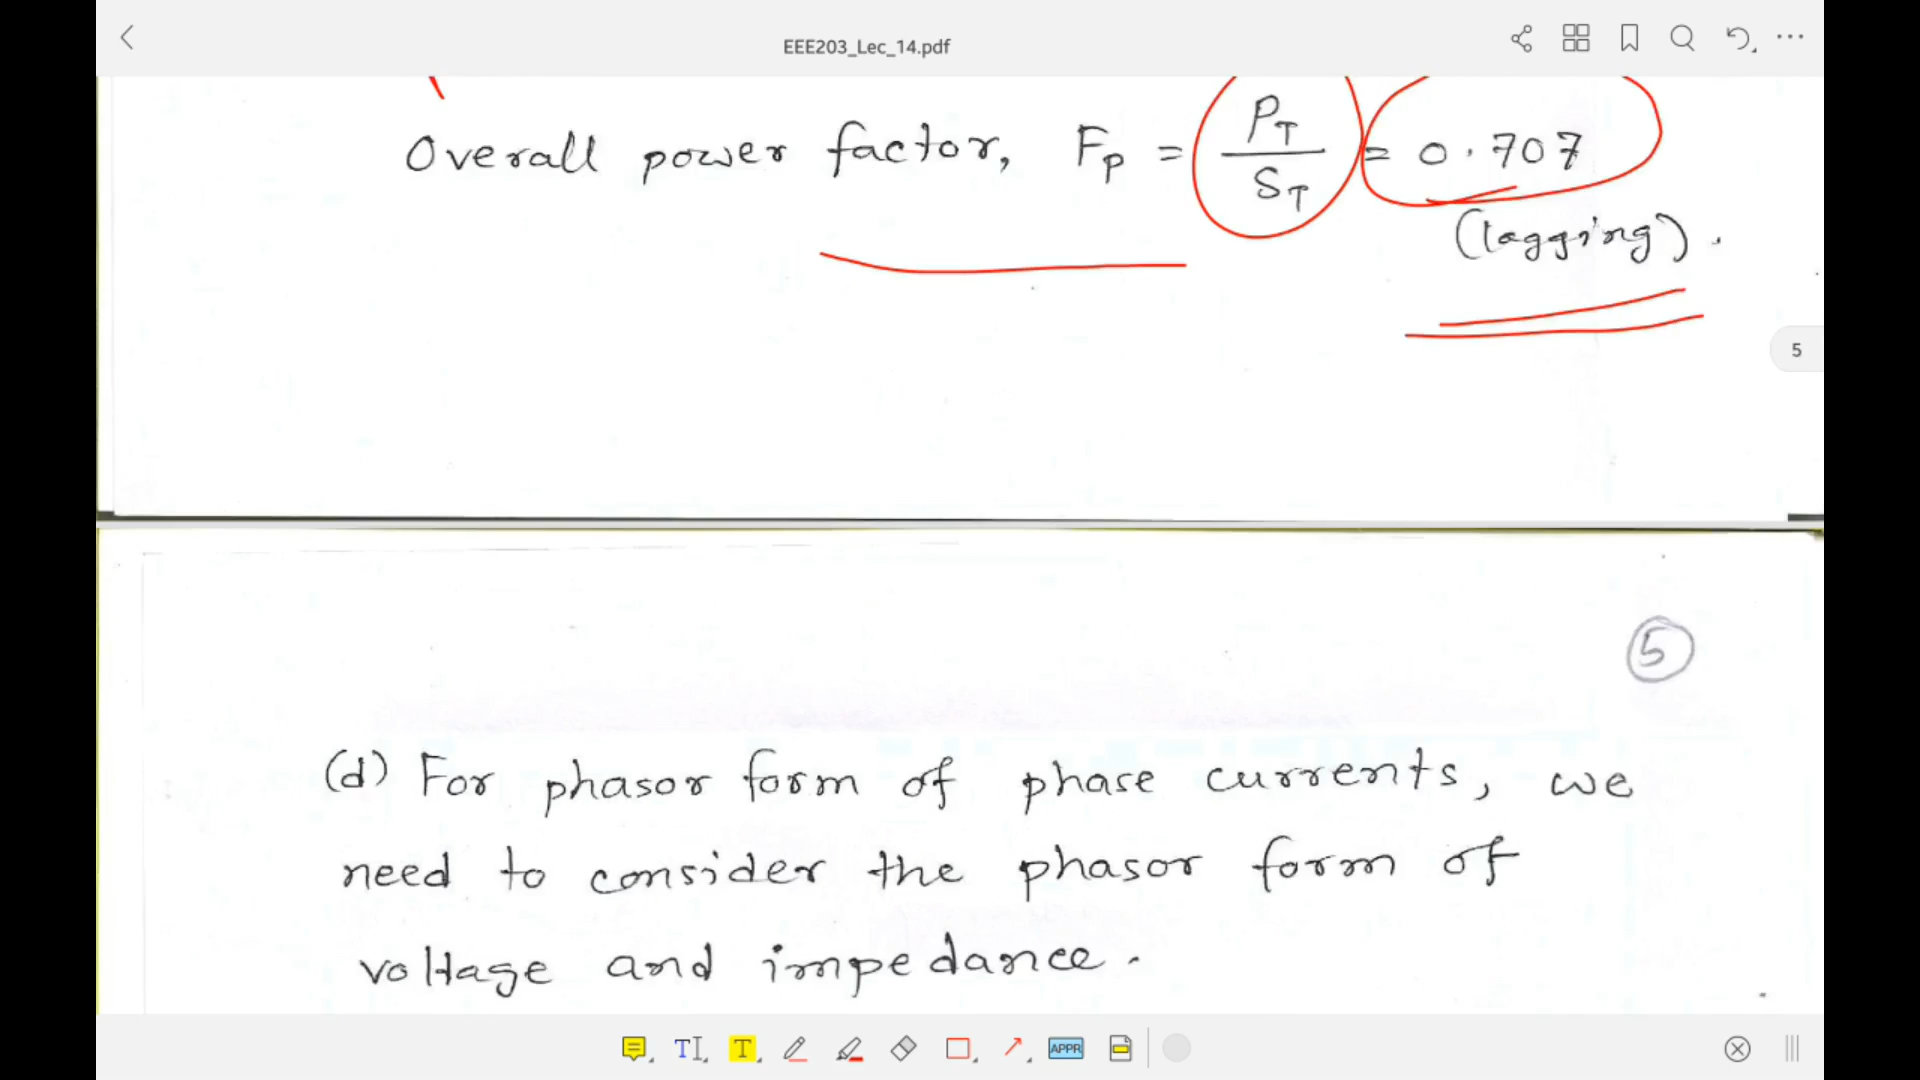 EEE203_Lec_14.pdf
Overall power factor, Fp = PT / ST = 0.707
(lagging).
5
5
(d) For phasor form of phase currents, we
need to consider the phasor form of
voltage and impedance.
T T APPR